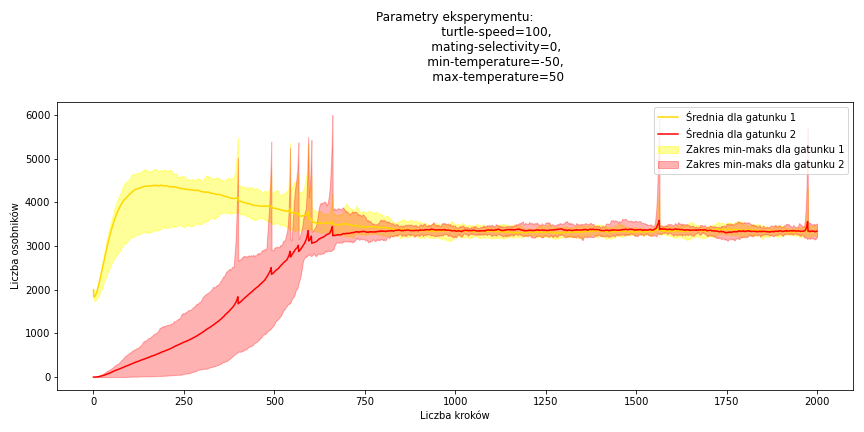 Parametry eksperymentu:
turtle-speed=100,
mating-selectivity=0,
min-temperature=-50,
max-temperature=50
6000
5000
4000
3000
2000
1000
0
Liczba osobników
Średnia dla gatunku 1
Średnia dla gatunku 2
Zakres min-maks dla gatunku 1
Zakres min-maks dla gatunku 2
0 250 500 750 1000 1250 1500 1750 2000
Liczba kroków